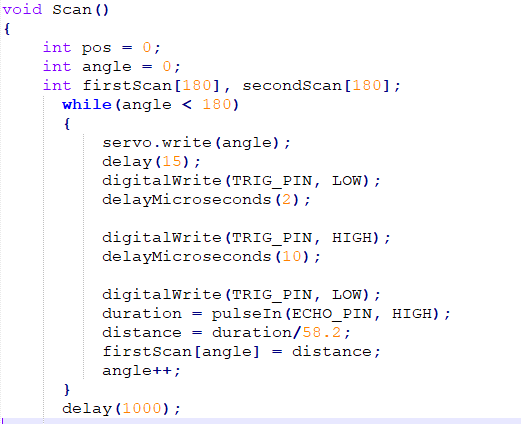 void Scan()
{
    int pos = 0;
    int angle = 0;
    int firstScan[180], secondScan[180];
      while(angle < 180)
      {
          servo.write(angle);
          delay(15);
          digitalWrite(TRIG_PIN, LOW);
          delayMicroseconds(2);

          digitalWrite(TRIG_PIN, HIGH);
          delayMicroseconds(10);

          digitalWrite(TRIG_PIN, LOW);
          duration = pulseIn(ECHO_PIN, HIGH);
          distance = duration/58.2;
          firstScan[angle] = distance;
          angle++;
      }
      delay(1000);